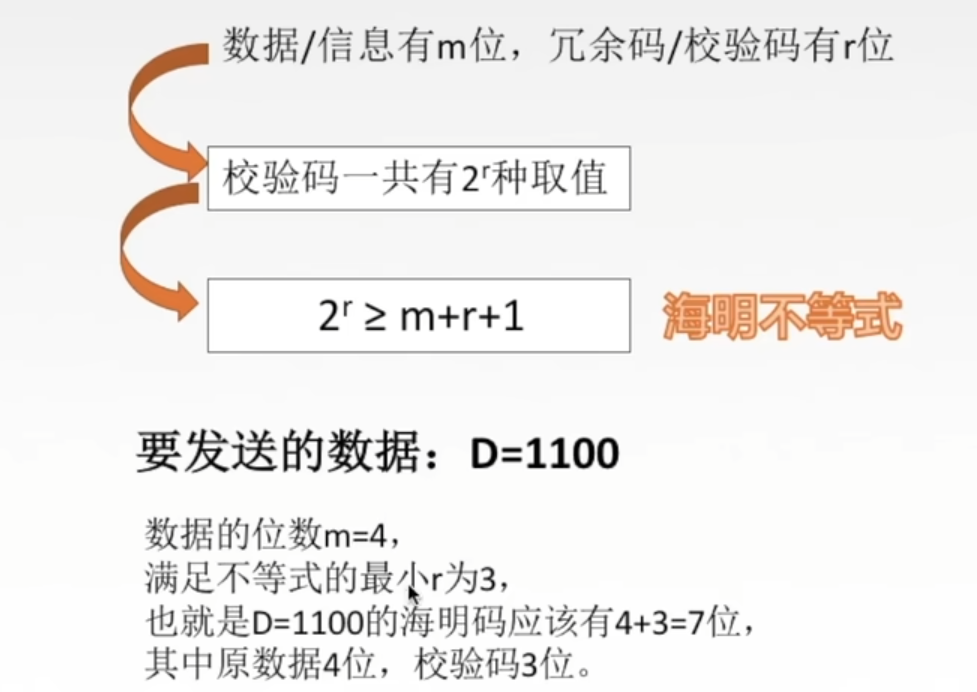 数据/信息有m位，冗余码/校验码有r位
校验码一共有2ʳ种取值
2ʳ ≥ m+r+1
海明不等式
要发送的数据：D=1100
数据的位数m=4，
满足不等式的最小r为3，
也就是D=1100的海明码应该有4+3=7位，
其中原数据4位，校验码3位。